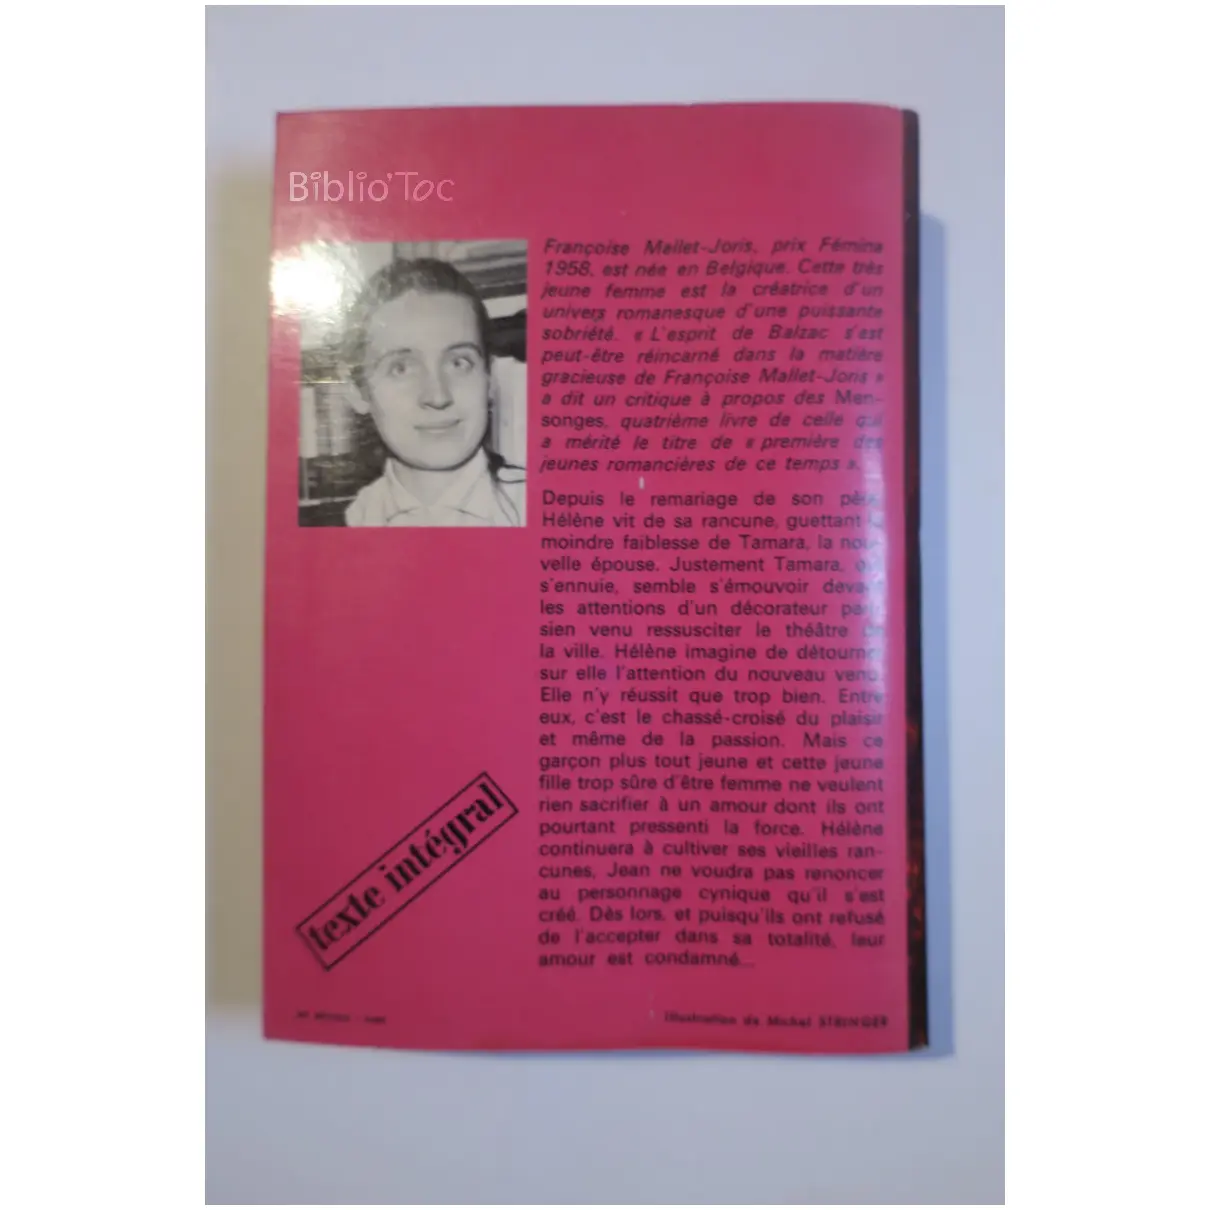 Biblio'Toc
Françoise Mallet-Joris, prix Fémina
1958, est née en Belgique. Cette très
jeune femme est la créatrice d'un
univers romanesque d'une puissante
sobriété. « L'esprit de Balzac s'est
peut-être réincarné dans la matière
gracieuse de Françoise Mallet-Joris »
a dit un critique à propos des Men-
songes, quatrième livre de celle qui
a mérité le titre de « première des
jeunes romancières de ce temps ».
Depuis le remariage de son père
Hélène vit de sa rancune, guettant la
moindre faiblesse de Tamara, la nou-
velle épouse. Justement Tamara, qui
s'ennuie, semble s'émouvoir devant
les attentions d'un décorateur pari-
sien venu ressusciter le théâtre de
la ville. Hélène imagine de détourner
sur elle l'attention du nouveau venu.
Elle n'y réussit que trop bien. Entre
eux, c'est le chassé-croisé du plaisir
et même de la passion. Mais ce
garçon plus tout jeune et cette jeune
fille trop sûre d'être femme ne veulent
rien sacrifier à un amour dont ils ont
pourtant pressenti la force. Hélène
continuera à cultiver ses vieilles ran-
cunes, Jean ne voudra pas renoncer
au personnage cynique qu'il s'est
créé. Dès lors, et puisqu'ils ont refusé
de l'accepter dans sa totalité, leur
amour est condamné...
texte intégral
Illustration de Michel STRINGER